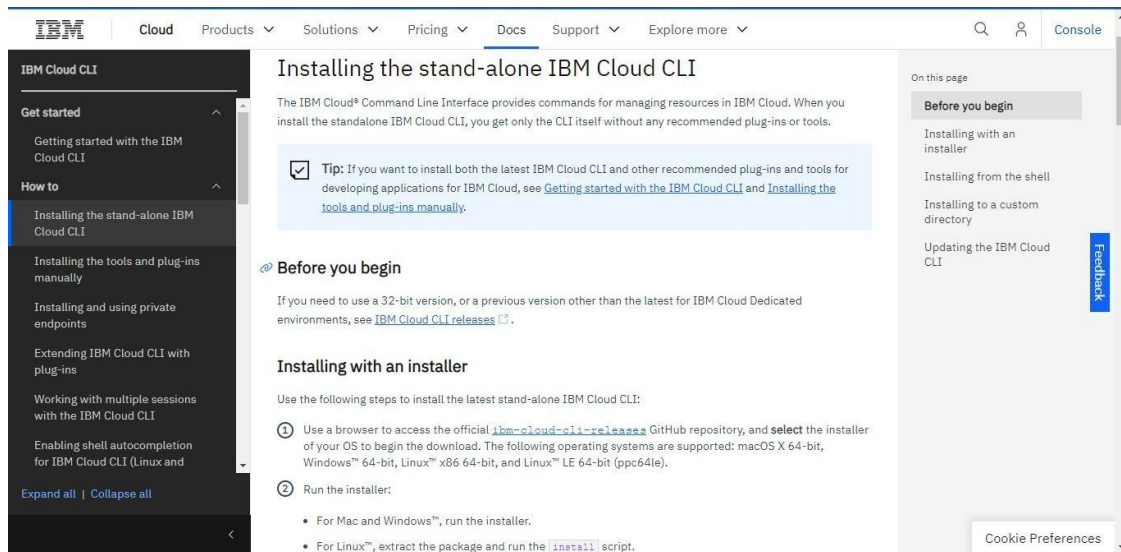 IBM Cloud Products Solutions Pricing Docs Support Explore more Console
IBM Cloud CLI
Get started
Getting started with the IBM
Cloud CLI
How to
Installing the stand-alone IBM
Cloud CLI
Installing the tools and plug-ins
manually
Installing and using private
endpoints
Extending IBM Cloud CLI with
plug-ins
Working with multiple sessions
with the IBM Cloud CLI
Enabling shell autocompletion
for IBM Cloud CLI (Linux and
Expand all | Collapse all
Installing the stand-alone IBM Cloud CLI
The IBM Cloud® Command Line Interface provides commands for managing resources in IBM Cloud. When you
install the standalone IBM Cloud CLI, you get only the CLI itself without any recommended plug-ins or tools.
Tip: If you want to install both the latest IBM Cloud CLI and other recommended plug-ins and tools for
developing applications for IBM Cloud, see Getting started with the IBM Cloud CLI and Installing the
tools and plug-ins manually.
Before you begin
If you need to use a 32-bit version, or a previous version other than the latest for IBM Cloud Dedicated
environments, see IBM Cloud CLI releases.
Installing with an installer
Use the following steps to install the latest stand-alone IBM Cloud CLI:
1 Use a browser to access the official ibm-cloud-cli-releases GitHub repository, and select the installer
of your OS to begin the download. The following operating systems are supported: macOS X 64-bit,
Windows™ 64-bit, Linux™ x86 64-bit, and Linux™ LE 64-bit (ppc64le).
2 Run the installer:
• For Mac and Windows™, run the installer.
• For Linux™, extract the package and run the install script.
On this page
Before you begin
Installing with an
installer
Installing from the shell
Installing to a custom
directory
Updating the IBM Cloud
CLI
Feedback
Cookie Preferences